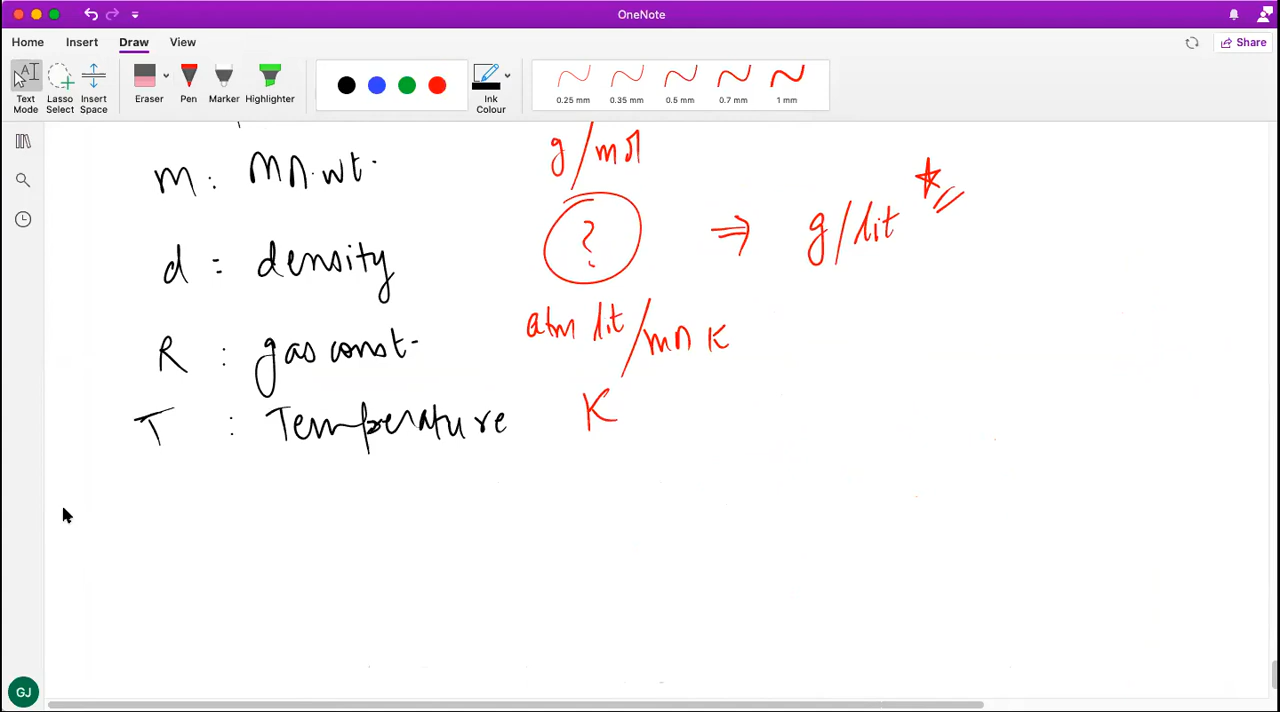 OneNote
Home Insert Draw View
Share
Text Mode
Lasso Select
Insert Space
Eraser
Pen
Marker
Highlighter
Ink Colour
0.25 mm
0.35 mm
0.5 mm
0.7 mm
1 mm
m : Mol. wt. g/mol
d : density ? ⇒ g/lit ★
R : gas const. atm lit/mol K
T : Temperature K
GJ